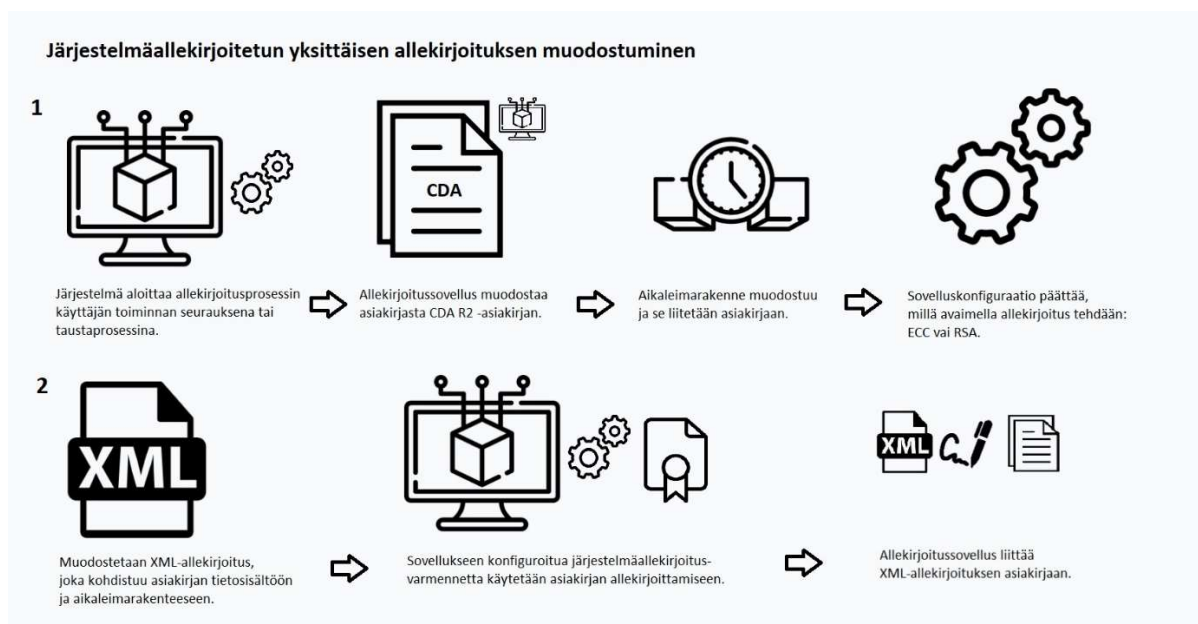 Järjestelmäallekirjoitetun yksittäisen allekirjoituksen muodostuminen
1
CDA
Järjestelmä aloittaa allekirjoitusprosessin
käyttäjän toiminnan seurauksena tai
taustaprosessina.
Allekirjoitussovellus muodostaa
asiakirjasta CDA R2 -asiakirjan.
Aikaleimarakenne muodostuu
ja se liitetään asiakirjaan.
Sovelluskonfiguraatio päättää,
millä avaimella allekirjoitus tehdään:
ECC vai RSA.
2
XML
XML
Muodostetaan XML-allekirjoitus,
joka kohdistuu asiakirjan tietosisältöön
ja aikaleimarakenteeseen.
Sovellukseen konfiguroitua järjestelmäallekirjoitus-
varmennetta käytetään asiakirjan allekirjoittamiseen.
Allekirjoitussovellus liittää
XML-allekirjoituksen asiakirjaan.